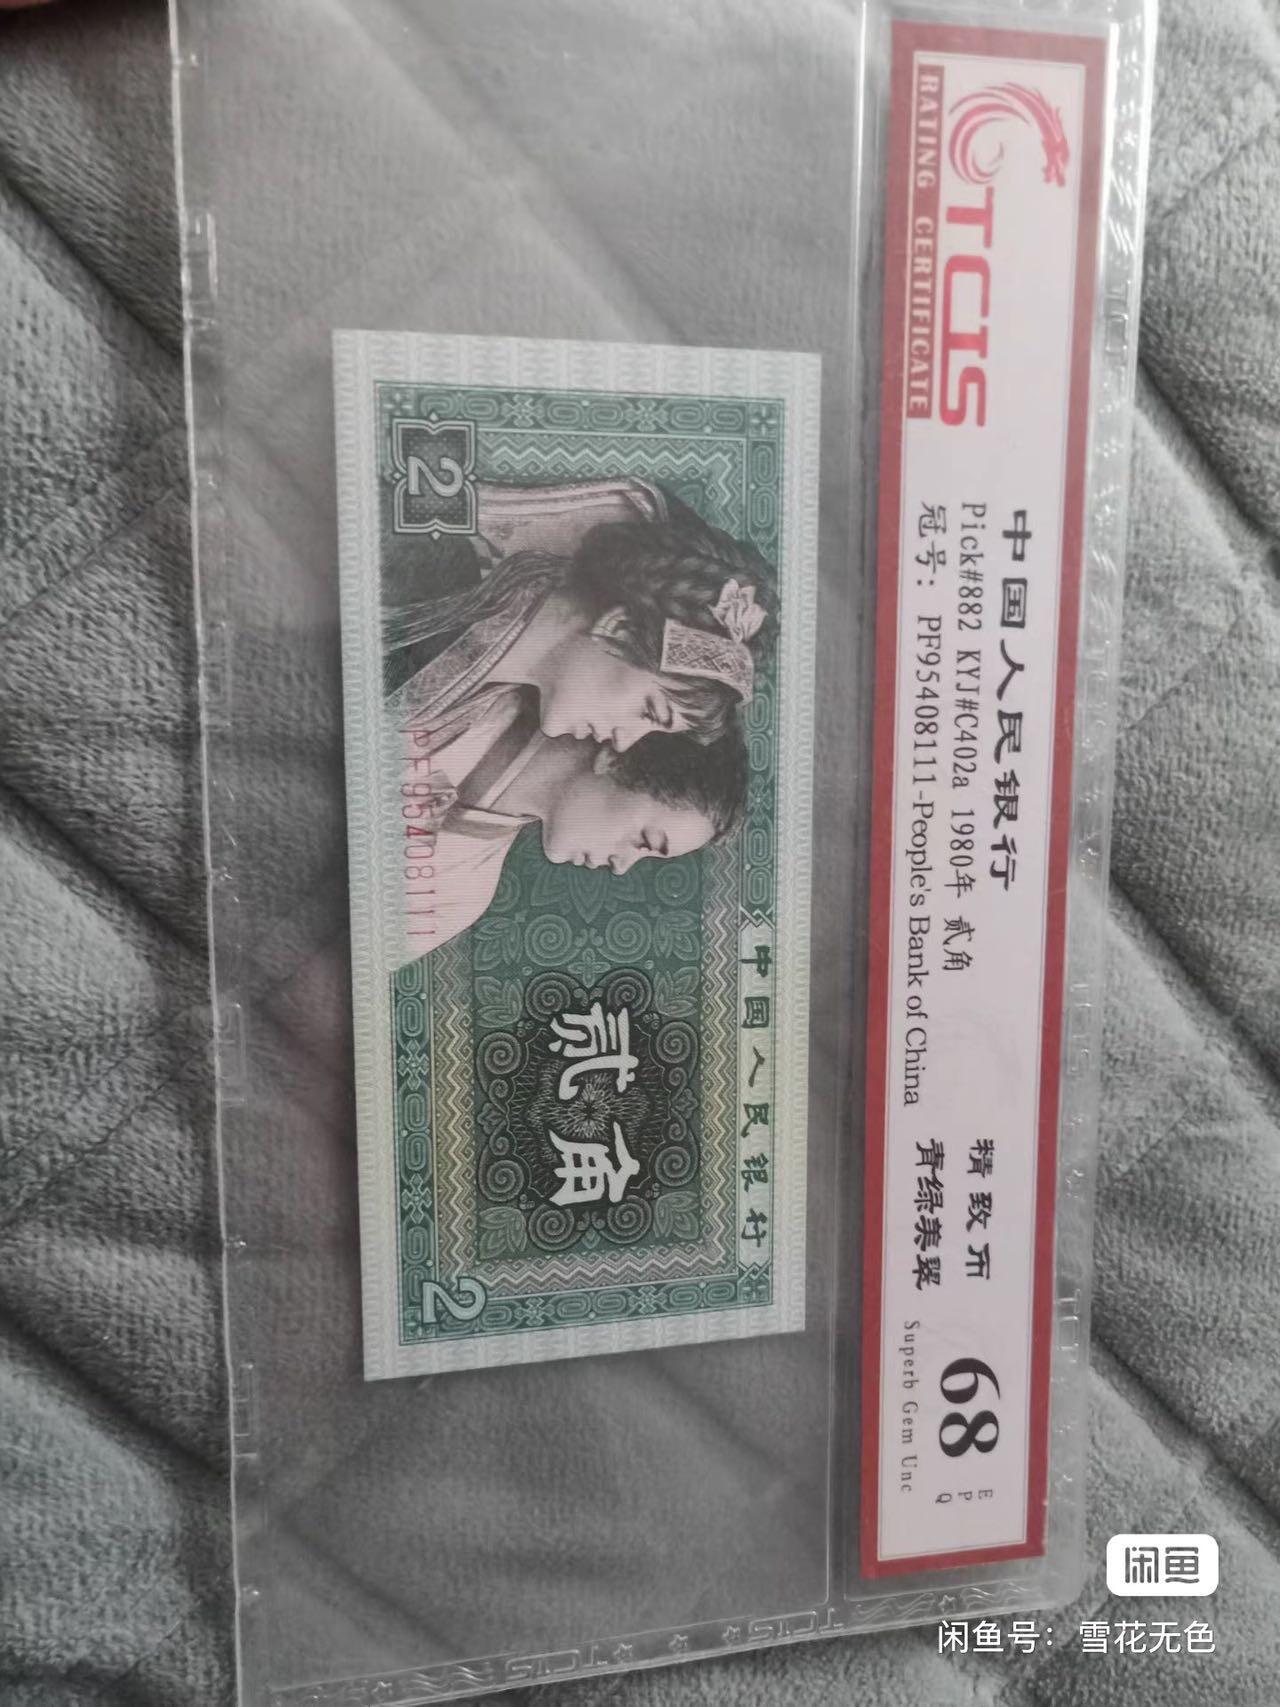 TCIS
RATING CERTIFICATE
中国人民银行
Pick#882 KYJ#C402a 1980年 贰角
冠号：PF95408111-People's Bank of China
精致币
青绿美翠
68
EPQ
Superb Gem Unc
中国人民银行
贰角
2
2
PF95408111
TCIS
TCIS
闲鱼
闲鱼号：雪花无色